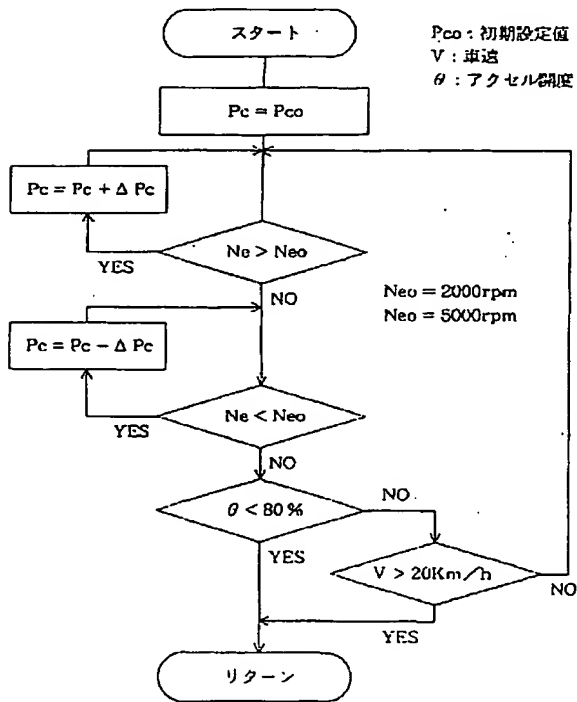 スタート
Pco：初期設定値
V：車速
θ：アクセル開度
Pc = Pco
Pc = Pc + Δ Pc
Ne > Neo
YES
NO
Neo = 2000rpm
Neo = 5000rpm
Pc = Pc − Δ Pc
Ne < Neo
YES
NO
θ < 80 %
NO
YES
V > 20Km/h
NO
YES
リターン